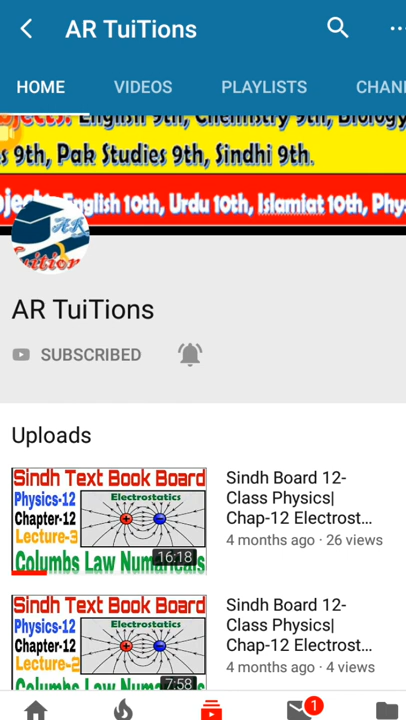 AR TuiTions
HOME VIDEOS PLAYLISTS CHAN
English 9th, Chemistry 9th, Biology
9th, Pak Studies 9th, Sindhi 9th.
English 10th, Urdu 10th, Islamiat 10th, Phy
AR
uition
AR TuiTions
SUBSCRIBED
Uploads
Sindh Text Book Board
Physics-12
Electrostatics
Chapter-12
Lecture-3
Columbs Law Numaricals
16:18
Sindh Board 12-
Class Physics|
Chap-12 Electrost...
4 months ago · 26 views
Sindh Text Book Board
Physics-12
Electrostatics
Chapter-12
Lecture-2
7:58
Sindh Board 12-
Class Physics|
Chap-12 Electrost...
4 months ago · 4 views
1